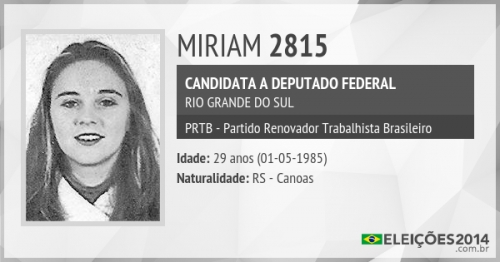 MIRIAM 2815
CANDIDATA A DEPUTADO FEDERAL
RIO GRANDE DO SUL
PRTB - Partido Renovador Trabalhista Brasileiro
Idade: 29 anos (01-05-1985)
Naturalidade: RS - Canoas
ELEIÇÕES2014
.com.br